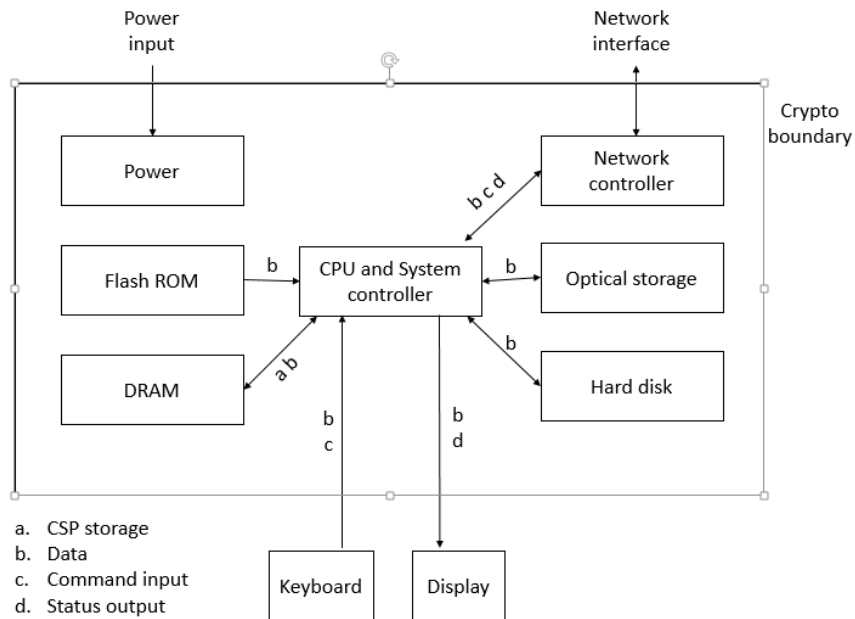 Power
input
Network
interface
Crypto
boundary
Power
Network
controller
b c d
Flash ROM
b
CPU and System
controller
b
Optical storage
DRAM
a b
b
Hard disk
b
c
b
d
a. CSP storage
b. Data
c. Command input
d. Status output
Keyboard
Display